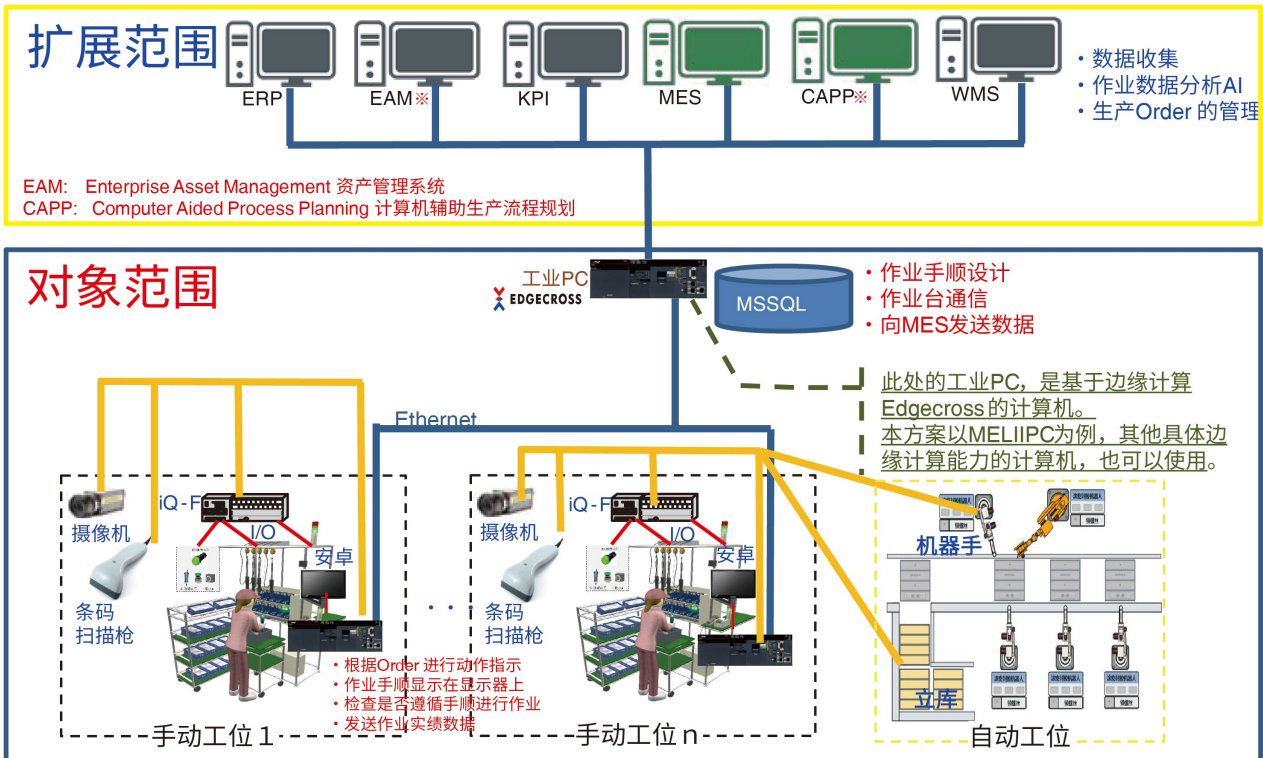 扩展范围
ERP
EAM※
KPI
MES
CAPP※
WMS
・数据收集
・作业数据分析AI
・生产Order 的管理
EAM: Enterprise Asset Management 资产管理系统
CAPP: Computer Aided Process Planning 计算机辅助生产流程规划
对象范围
工业PC
EDGECROSS
MSSQL
・作业手顺设计
・作业台通信
・向MES发送数据
此处的工业PC，是基于边缘计算
Edgecross的计算机。
本方案以MELIIPC为例，其他具体边
缘计算能力的计算机，也可以使用。
Ethernet
摄像机
iQ-F
I/O
安卓
条码
扫描枪
・根据Order 进行动作指示
・作业手顺显示在显示器上
・检查是否遵循手顺进行作业
・发送作业实绩数据
手动工位1
・・・
摄像机
iQ-F
I/O
安卓
条码
扫描枪
手动工位n
机器手
立库
自动工位